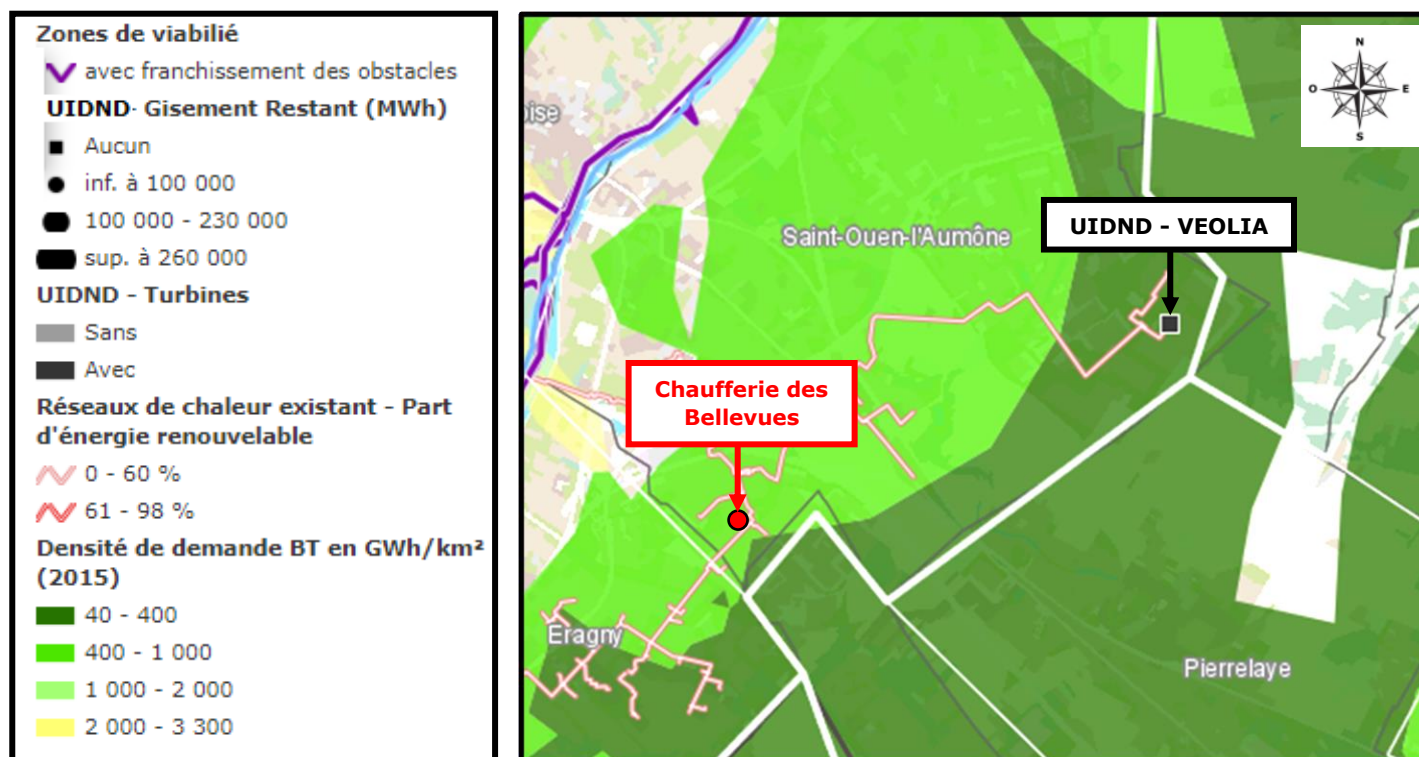 Zones de viabilié
avec franchissement des obstacles
UIDND- Gisement Restant (MWh)
Aucun
inf. à 100 000
100 000 - 230 000
sup. à 260 000
UIDND - Turbines
Sans
Avec
Réseaux de chaleur existant - Part
d'énergie renouvelable
0 - 60 %
61 - 98 %
Densité de demande BT en GWh/km²
(2015)
40 - 400
400 - 1 000
1 000 - 2 000
2 000 - 3 300
N
O
E
S
oise
Saint-Ouen-l'Aumône
UIDND - VEOLIA
Chaufferie des
Bellevues
Eragny
Pierrelaye